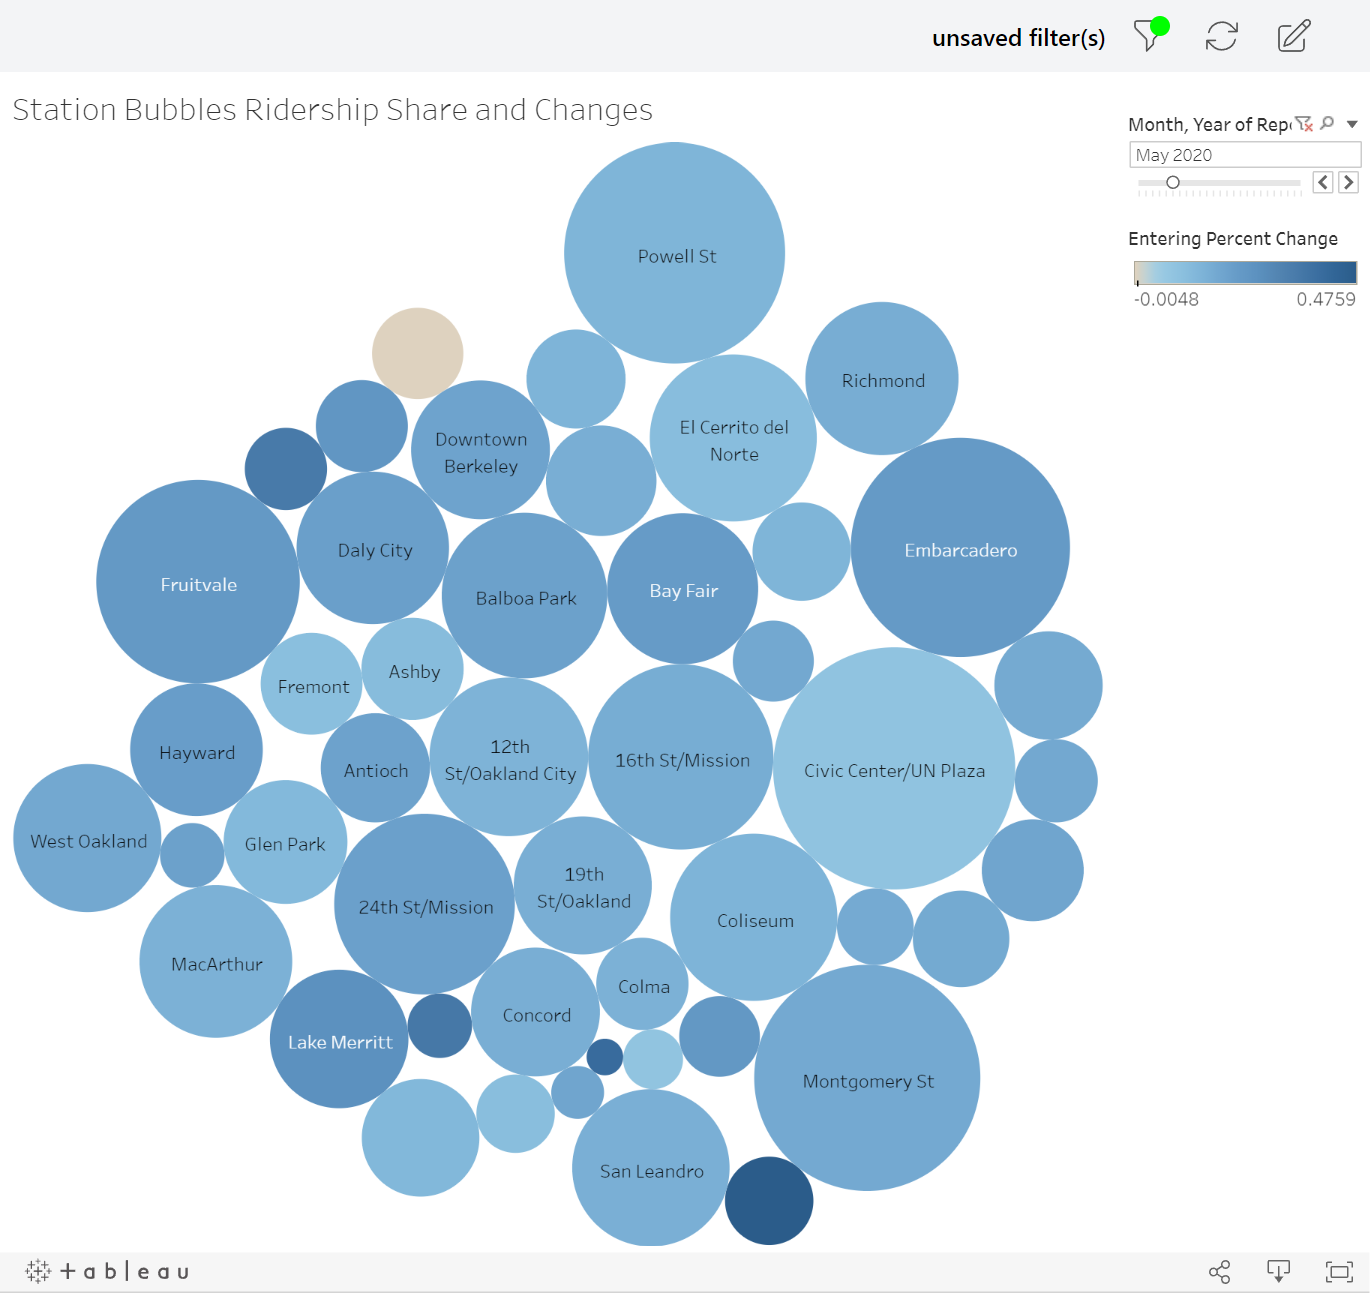 unsaved filter(s)
Station Bubbles Ridership Share and Changes
Month, Year of Rep
May 2020
Entering Percent Change
-0.0048 0.4759
Powell St
Richmond
El Cerrito del
Norte
Downtown
Berkeley
Daly City
Embarcadero
Fruitvale
Bay Fair
Balboa Park
Ashby
Fremont
Hayward
12th
St/Oakland City
16th St/Mission
Civic Center/UN Plaza
Antioch
West Oakland
Glen Park
19th
St/Oakland
24th St/Mission
Coliseum
MacArthur
Colma
Concord
Lake Merritt
Montgomery St
San Leandro
+ a b l e a u